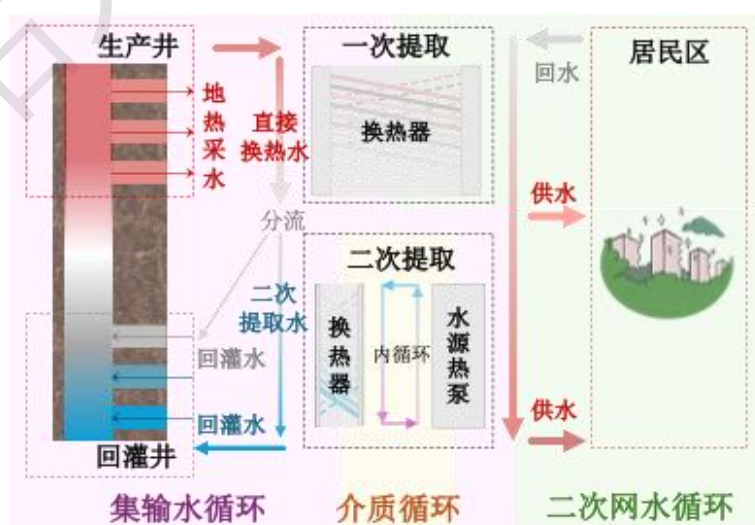 生产井
一次提取
居民区
回水
地热采水
直接
换热水
换热器
供水
分流
二次提取
二次
提取水
换热器
内循环
水源热泵
回灌水
回灌水
供水
回灌井
集输水循环
介质循环
二次网水循环